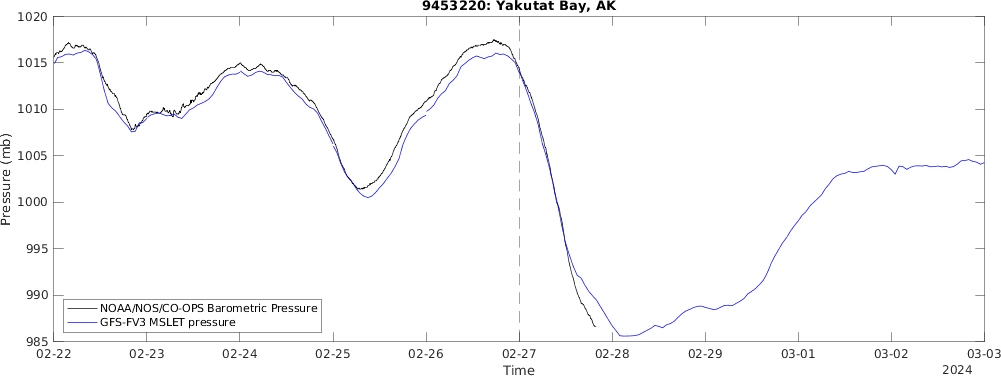 9453220: Yakutat Bay, AK
Pressure (mb)
1020
1015
1010
1005
1000
995
990
985
NOAA/NOS/CO-OPS Barometric Pressure
GFS-FV3 MSLET pressure
02-22 02-23 02-24 02-25 02-26 02-27 02-28 02-29 03-01 03-02 03-03
Time
2024